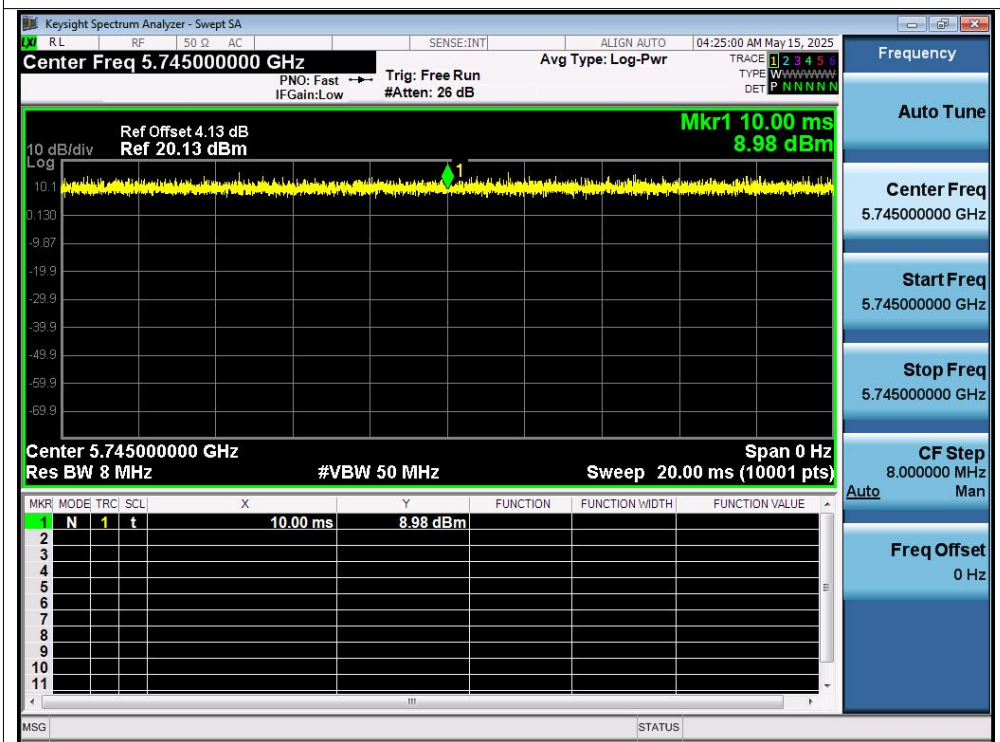 Keysight Spectrum Analyzer - Swept SA
LXI RL RF 50 Ω AC SENSE:INT ALIGN AUTO 04:25:00 AM May 15, 2025
Center Freq 5.745000000 GHz
PNO: Fast
IFGain:Low
Trig: Free Run
#Atten: 26 dB
Avg Type: Log-Pwr
TRACE 1 2 3 4 5 6
TYPE WWWWWW
DET P N N N N N
Frequency
Auto Tune
Center Freq
5.745000000 GHz
Start Freq
5.745000000 GHz
Stop Freq
5.745000000 GHz
CF Step
8.000000 MHz
Auto Man
Freq Offset
0 Hz
Mkr1 10.00 ms
8.98 dBm
Ref Offset 4.13 dB
10 dB/div Ref 20.13 dBm
Log
1
10.1
0.130
-9.87
-19.9
-29.9
-39.9
-49.9
-59.9
-69.9
Center 5.745000000 GHz Span 0 Hz
Res BW 8 MHz #VBW 50 MHz Sweep 20.00 ms (10001 pts)
MKR MODE TRC SCL X Y FUNCTION FUNCTION WIDTH FUNCTION VALUE
1 N 1 t 10.00 ms 8.98 dBm
2
3
4
5
6
7
8
9
10
11
MSG STATUS